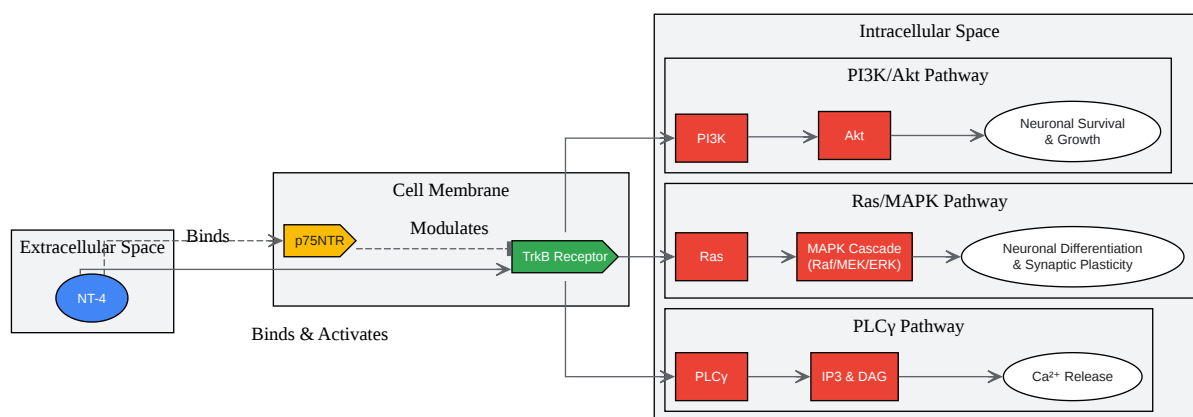 Intracellular Space
PI3K/Akt Pathway
PI3K
Akt
Neuronal Survival
& Growth
Cell Membrane
Ras/MAPK Pathway
Extracellular Space
Binds
p75NTR
Modulates
TrkB Receptor
Ras
MAPK Cascade
(Raf/MEK/ERK)
Neuronal Differentiation
& Synaptic Plasticity
NT-4
Binds & Activates
PLCγ Pathway
PLCγ
IP3 & DAG
Ca²⁺ Release